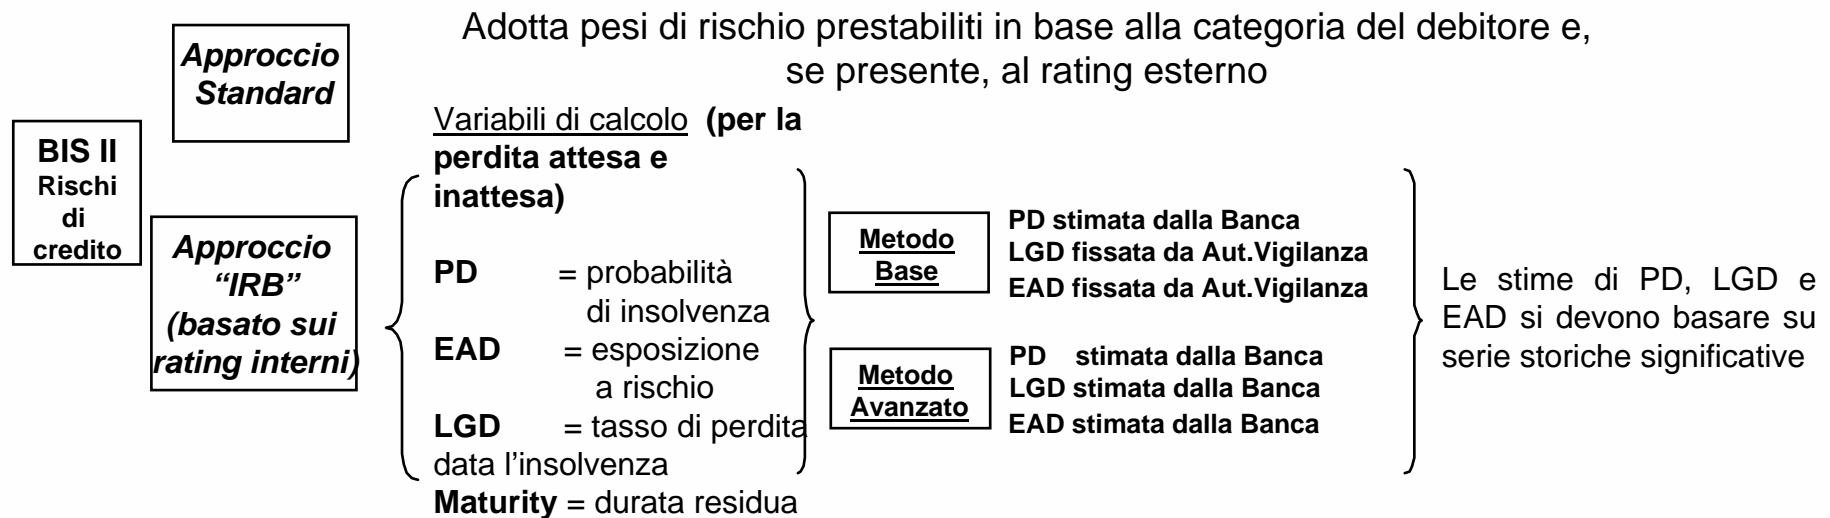 Adotta pesi di rischio prestabiliti in base alla categoria del debitore e,
se presente, al rating esterno
Approccio
Standard
BIS II
Rischi
di
credito
Approccio
“IRB”
(basato sui
rating interni)
Variabili di calcolo (per la
perdita attesa e
inattesa)
PD = probabilità
di insolvenza
EAD = esposizione
a rischio
LGD = tasso di perdita
data l’insolvenza
Maturity = durata residua
Metodo
Base
PD stimata dalla Banca
LGD fissata da Aut.Vigilanza
EAD fissata da Aut.Vigilanza
Metodo
Avanzato
PD stimata dalla Banca
LGD stimata dalla Banca
EAD stimata dalla Banca
Le stime di PD, LGD e
EAD si devono basare su
serie storiche significative